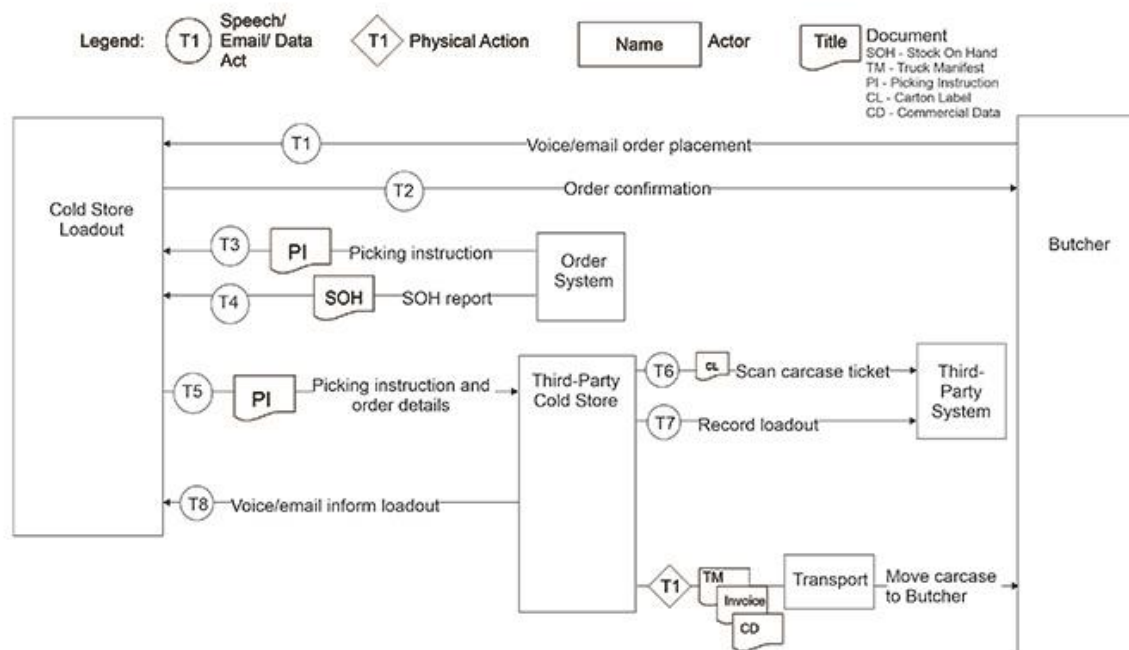 Legend:
T1
Speech/
Email/ Data
Act
T1
Physical Action
Name
Actor
Title
Document
SOH - Stock On Hand
TM - Truck Manifest
PI - Picking Instruction
CL - Carton Label
CD - Commercial Data
T1
Voice/email order placement
T2
Order confirmation
Cold Store
Loadout
Butcher
T3
PI
Picking instruction
Order
System
T4
SOH
SOH report
T5
PI
Picking instruction and
order details
Third-Party
Cold Store
T6
CL
Scan carcase ticket
Third-
Party
System
T7
Record loadout
T8
Voice/email inform loadout
T1
TM
Invoice
CD
Transport
Move carcase
to Butcher